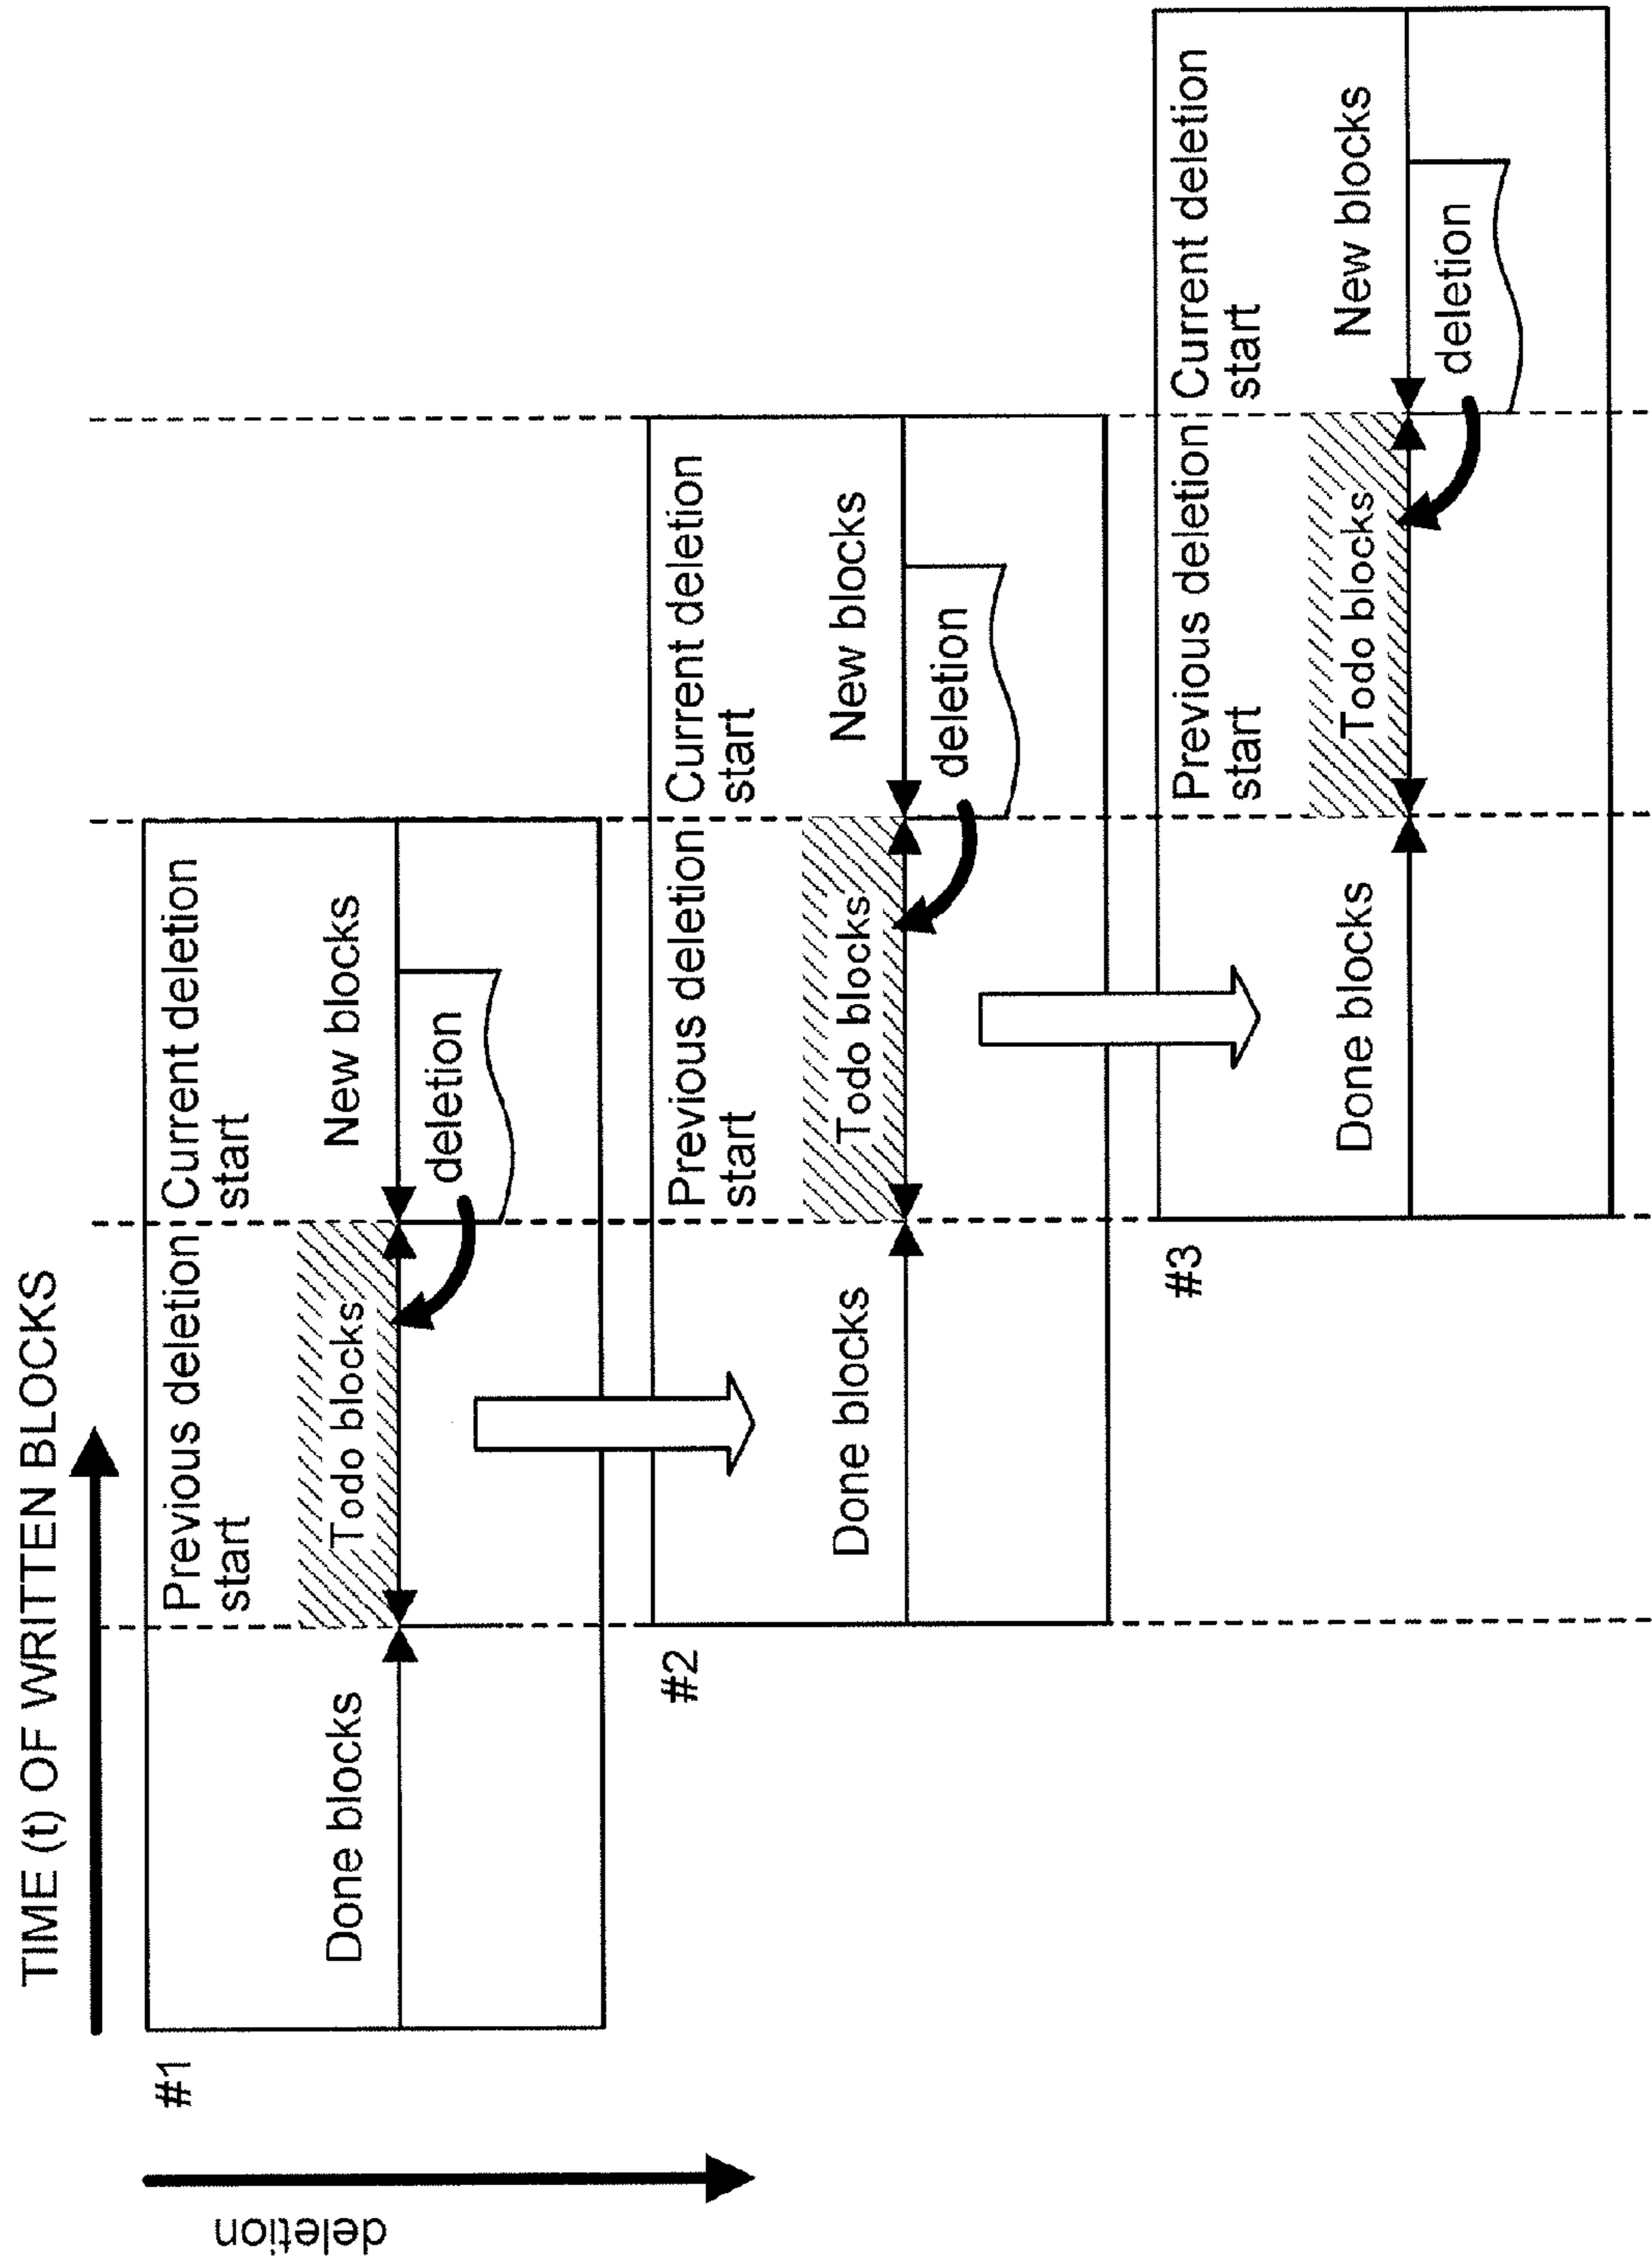 TIME (t) OF WRITTEN BLOCKS
deletion
#1
Previous deletion
start
Current deletion
start
Done blocks
Todo blocks
New blocks
deletion
#2
Previous deletion
start
Current deletion
start
Done blocks
Todo blocks
New blocks
deletion
#3
Previous deletion
start
Current deletion
start
Done blocks
Todo blocks
New blocks
deletion